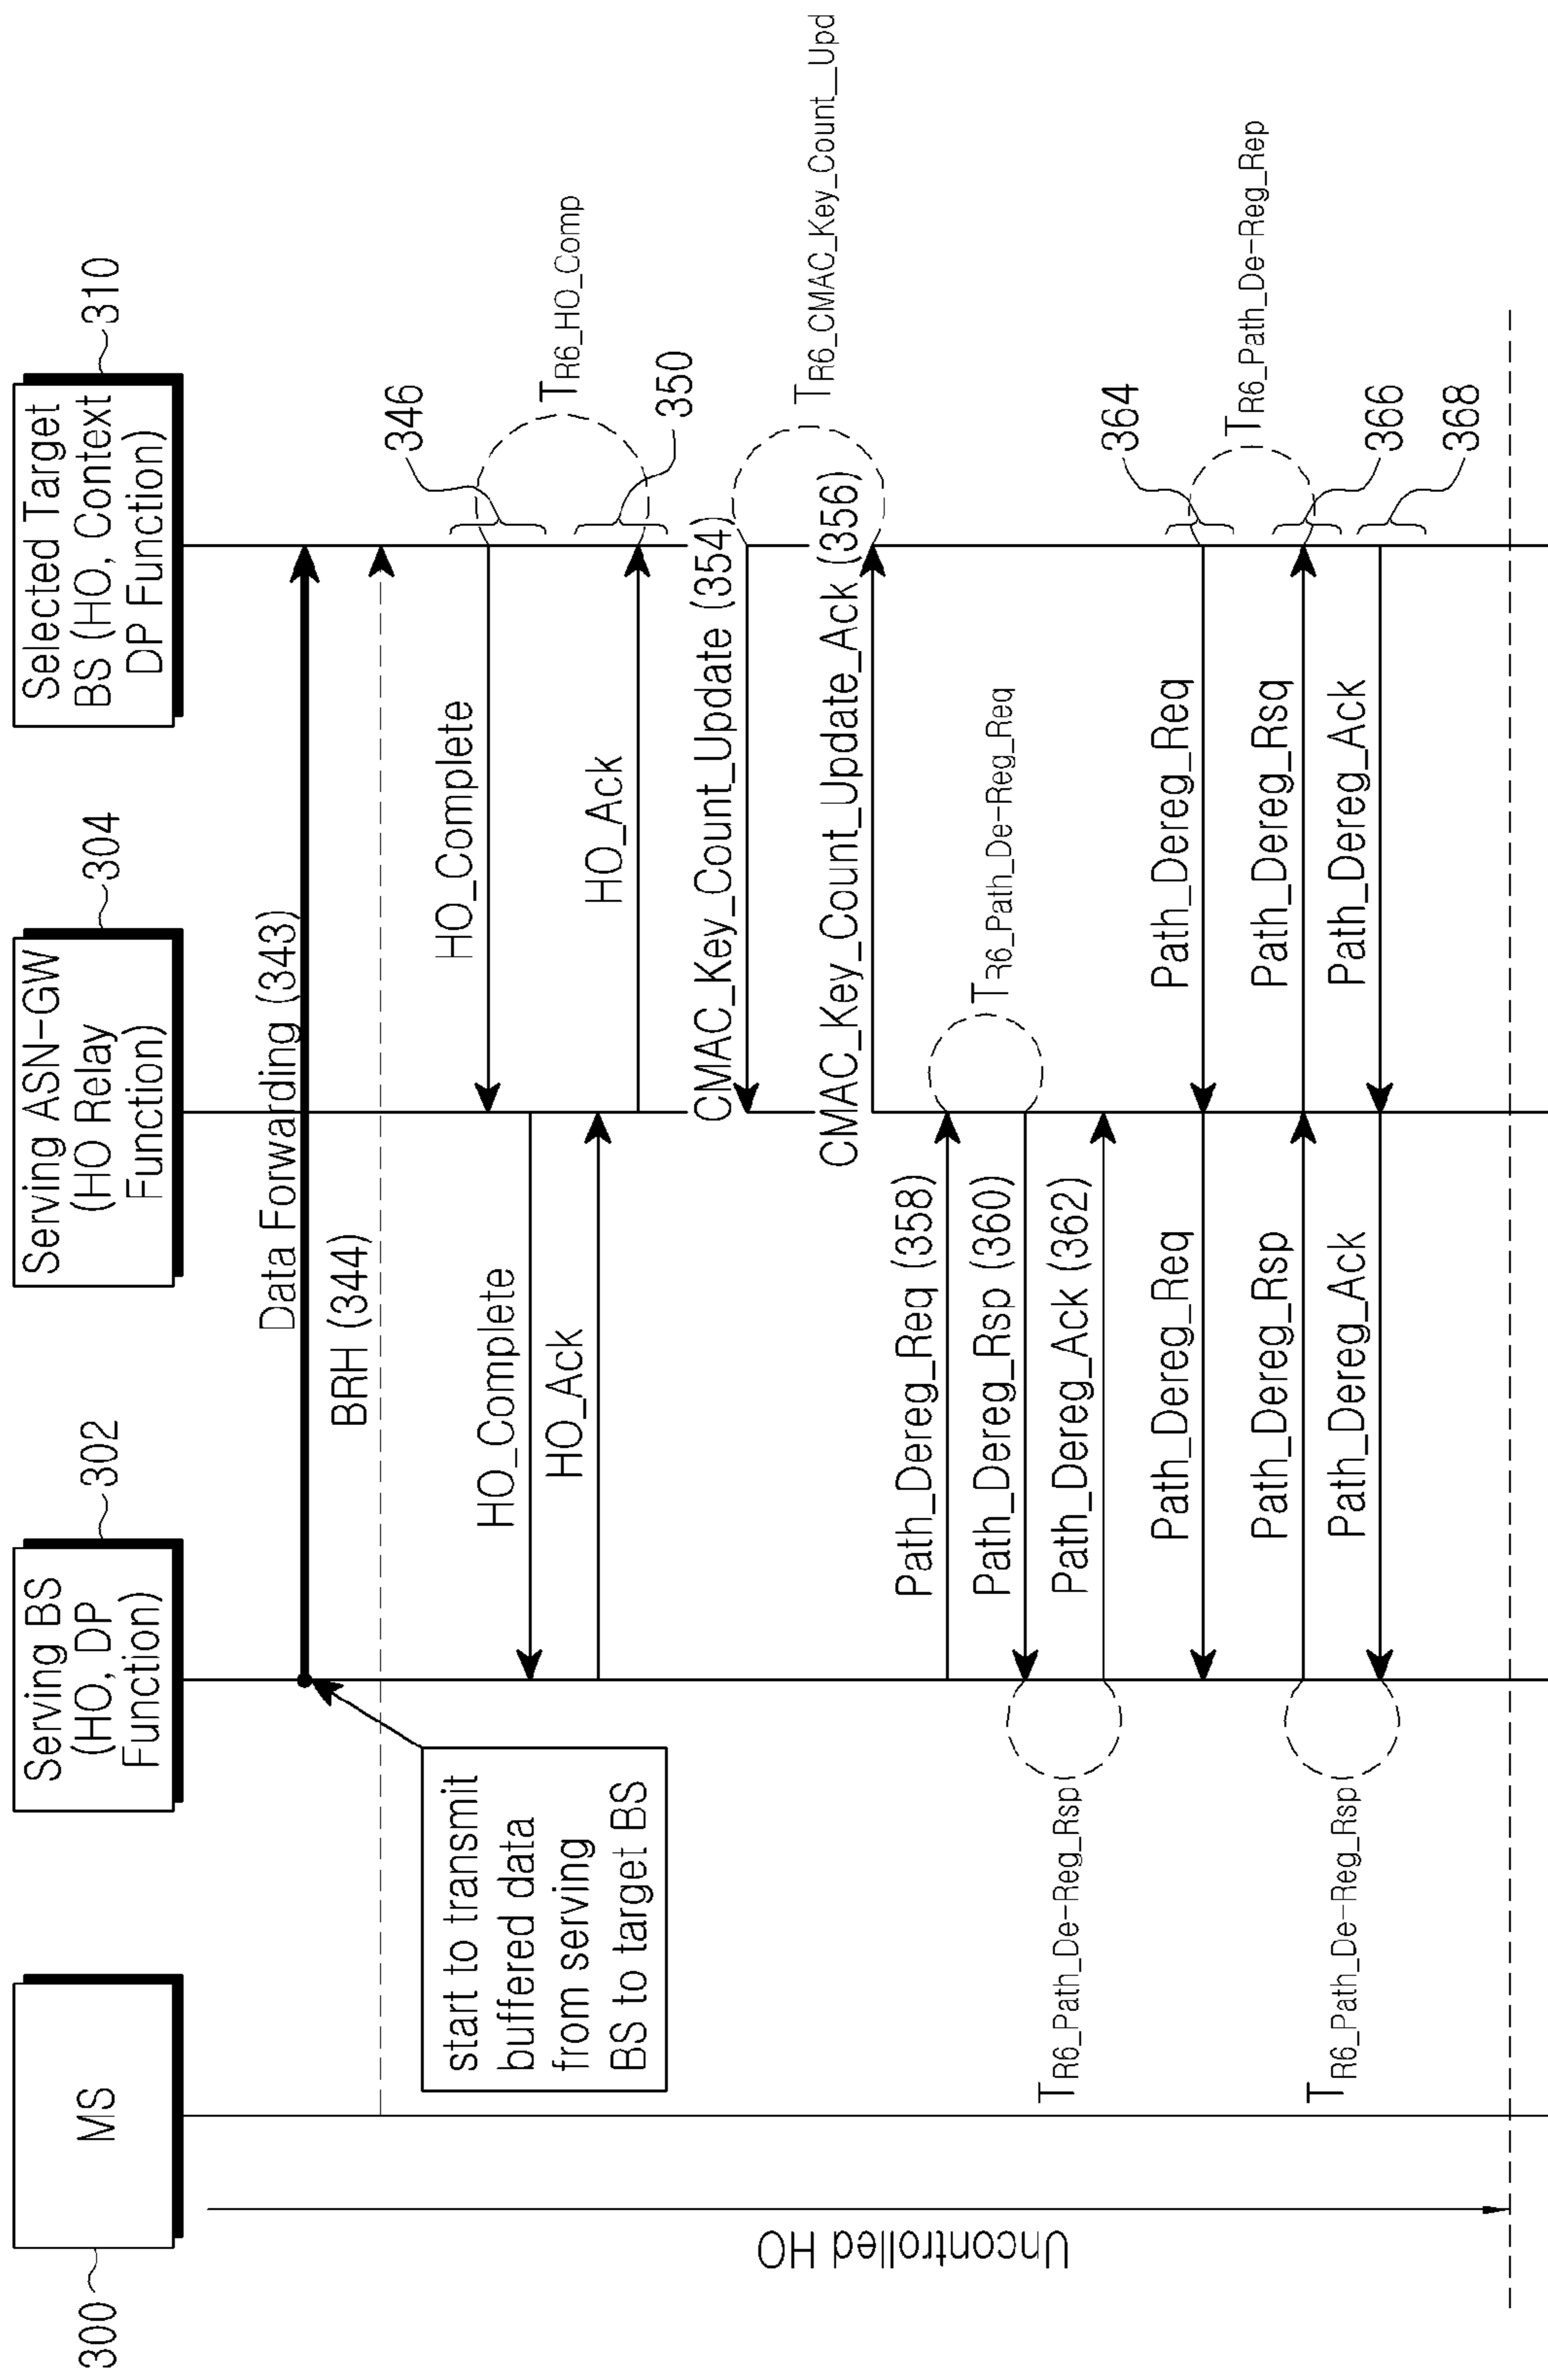 300
MS
302
Serving BS
(HO, DP
Function)
304
Serving ASN-GW
(HO Relay
Function)
310
Selected Target
BS (HO, Context
DP Function)
Data Forwarding (343)
BRH (344)
start to transmit
buffered data
from serving
BS to target BS
346
HO_Complete
HO_Complete
TR6_HO_Comp
HO_Ack
HO_Ack
350
CMAC_Key_Count_Update (354)
TR6_CMAC_Key_Count__Upd
CMAC_Key_Count_Update_Ack (356)
Path_Dereg_Req (358)
TR6_Path_De-Reg_Req
Path_Dereg_Rsp (360)
TR6_Path_De-Reg_Rsp
Path_Dereg_Ack (362)
Path_Dereg_Req
Path_Dereg_Req
364
TR6_Path_De-Reg_Rep
Path_Dereg_Rsp
Path_Dereg_Rsq
366
TR6_Path_De-Reg_Rsp
Path_Dereg_Ack
Path_Dereg_Ack
368
Uncontrolled HO